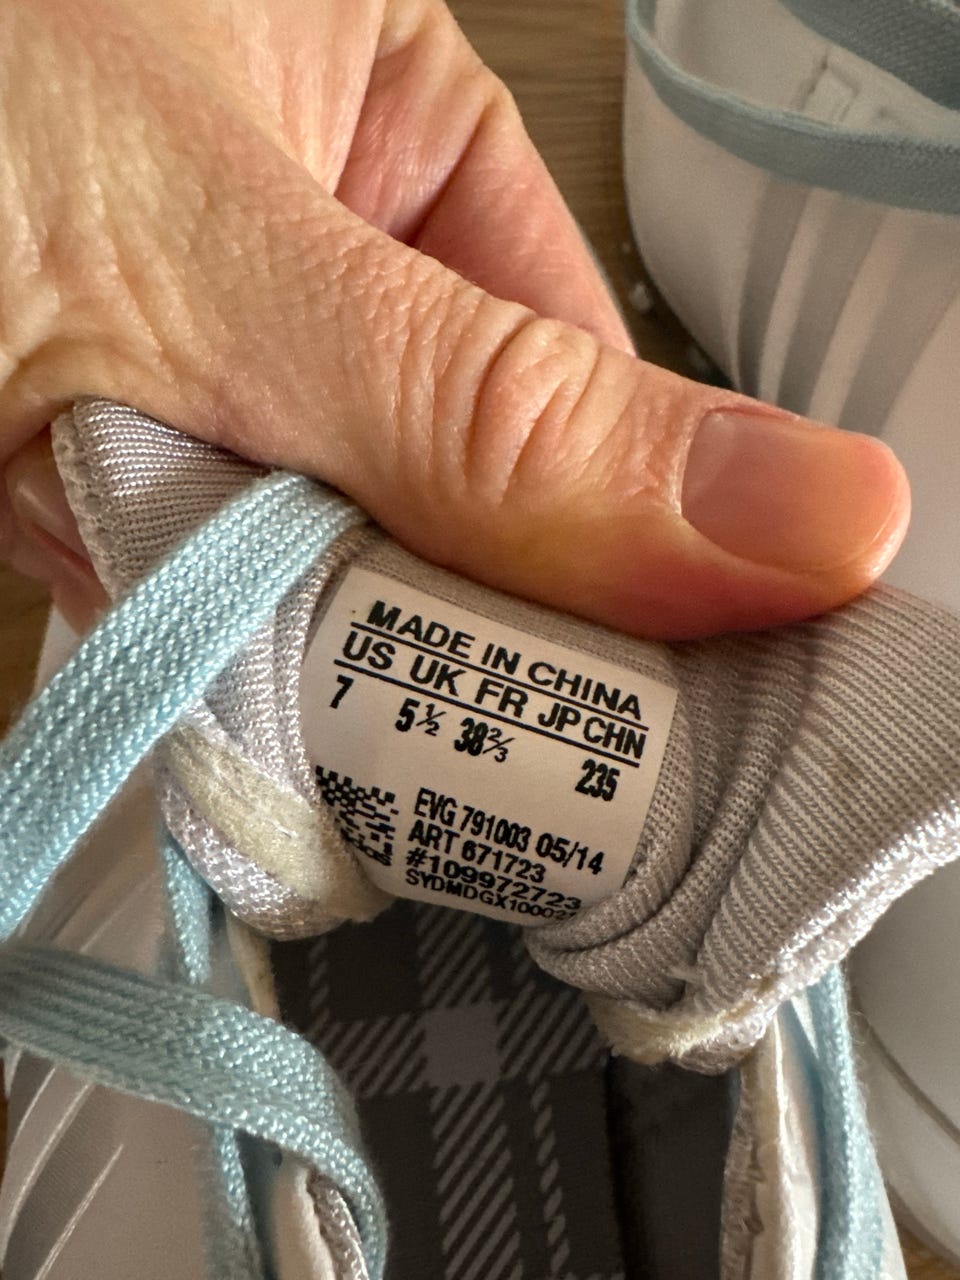 MADE IN CHINA
US UK FR JP CHN
7 5½ 38⅔ 235
EVG 791003 05/14
ART 671723
#109972723